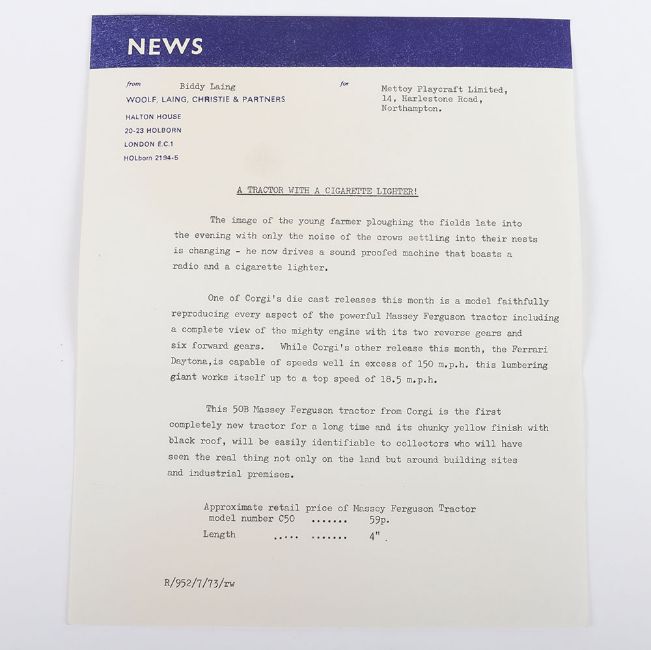 NEWS
from Biddy Laing
WOOLF, LAING, CHRISTIE & PARTNERS
HALTON HOUSE
20-23 HOLBORN
LONDON E.C.1
HOLborn 2194-5
for Mettoy Playcraft Limited,
14, Harlestone Road,
Northampton.
A TRACTOR WITH A CIGARETTE LIGHTER!
The image of the young farmer ploughing the fields late into
the evening with only the noise of the crows settling into their nests
is changing - he now drives a sound proofed machine that boasts a
radio and a cigarette lighter.
One of Corgi's die cast releases this month is a model faithfully
reproducing every aspect of the powerful Massey Ferguson tractor including
a complete view of the mighty engine with its two reverse gears and
six forward gears. While Corgi's other release this month, the Ferrari
Daytona,is capable of speeds well in excess of 150 m.p.h. this lumbering
giant works itself up to a top speed of 18.5 m.p.h.
This 50B Massey Ferguson tractor from Corgi is the first
completely new tractor for a long time and its chunky yellow finish with
black roof, will be easily identifiable to collectors who will have
seen the real thing not only on the land but around building sites
and industrial premises.
Approximate retail price of Massey Ferguson Tractor
model number C50 ....... 59p.
Length ..... ....... 4".
R/952/7/73/rw